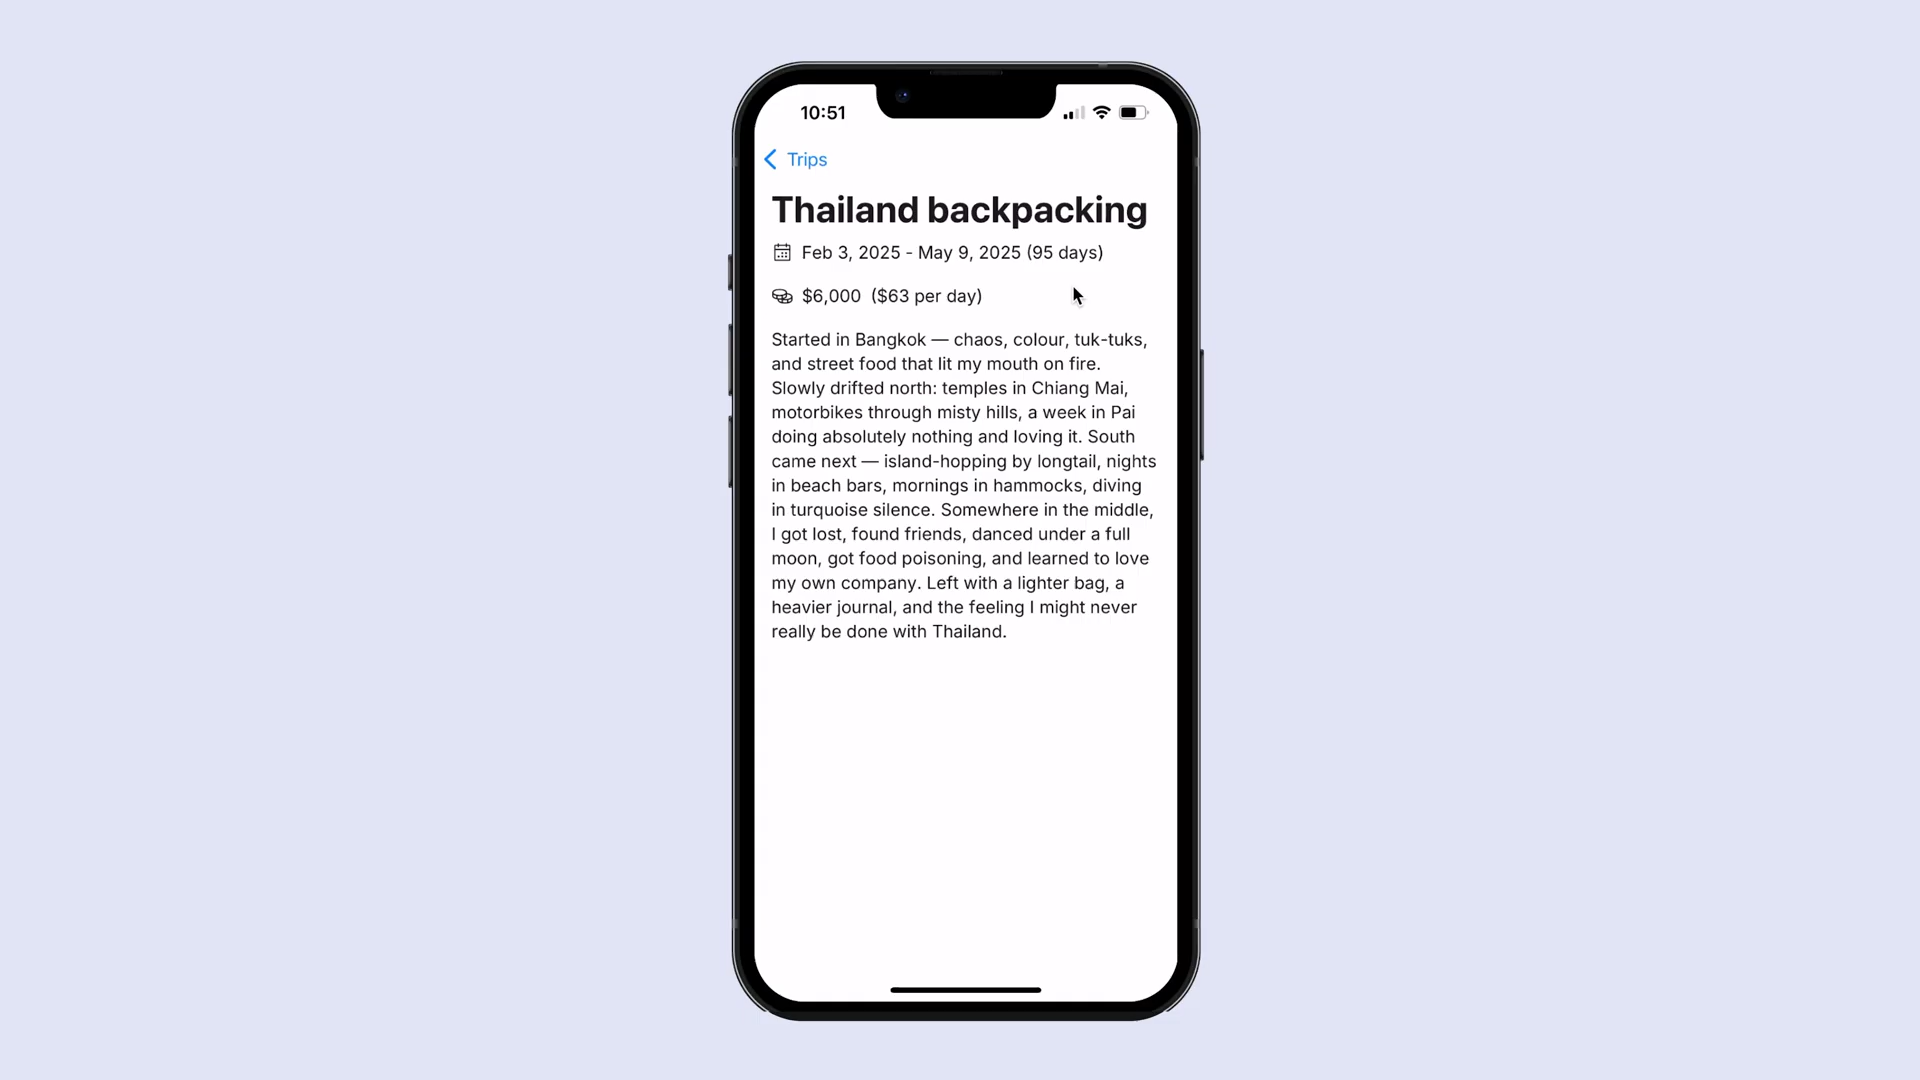 10:51
Trips
Thailand backpacking
Feb 3, 2025 - May 9, 2025 (95 days)
$6,000 ($63 per day)
Started in Bangkok — chaos, colour, tuk-tuks,
and street food that lit my mouth on fire.
Slowly drifted north: temples in Chiang Mai,
motorbikes through misty hills, a week in Pai
doing absolutely nothing and loving it. South
came next — island-hopping by longtail, nights
in beach bars, mornings in hammocks, diving
in turquoise silence. Somewhere in the middle,
I got lost, found friends, danced under a full
moon, got food poisoning, and learned to love
my own company. Left with a lighter bag, a
heavier journal, and the feeling I might never
really be done with Thailand.